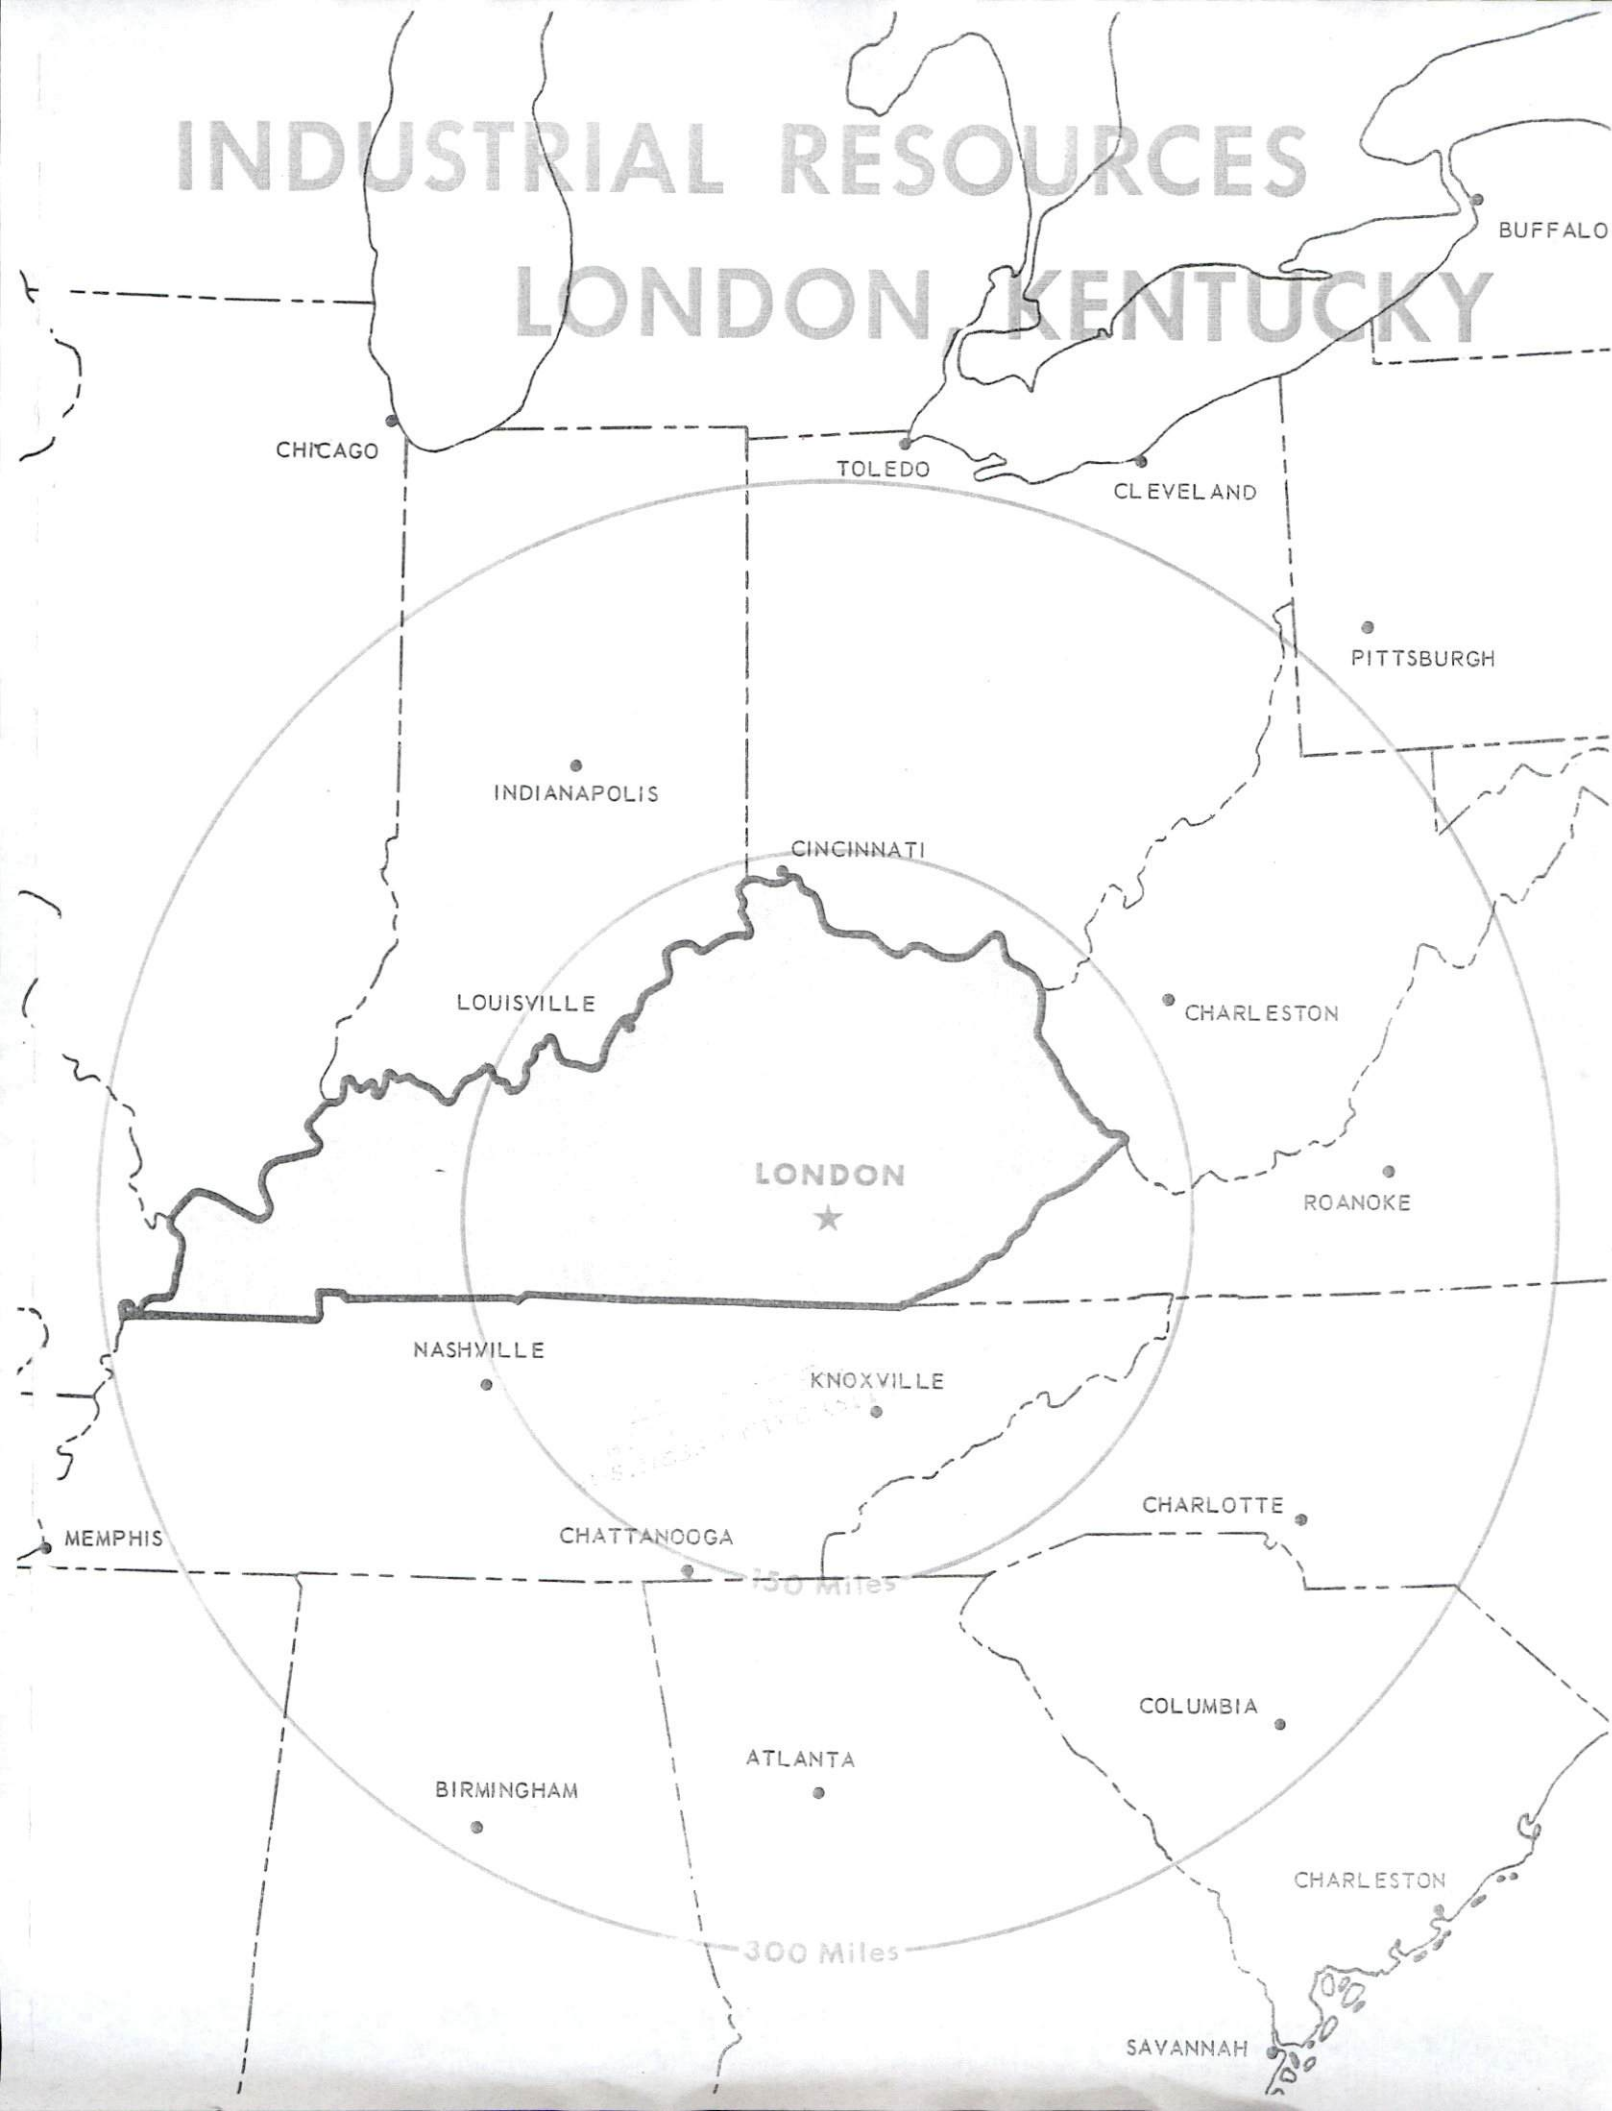 INDUSTRIAL RESOURCES
LONDON, KENTUCKY
BUFFALO
CHICAGO
TOLEDO
CLEVELAND
PITTSBURGH
INDIANAPOLIS
CINCINNATI
LOUISVILLE
CHARLESTON
LONDON
ROANOKE
NASHVILLE
KNOXVILLE
CHARLOTTE
MEMPHIS
CHATTANOOGA
150 Miles
COLUMBIA
ATLANTA
BIRMINGHAM
CHARLESTON
300 Miles
SAVANNAH